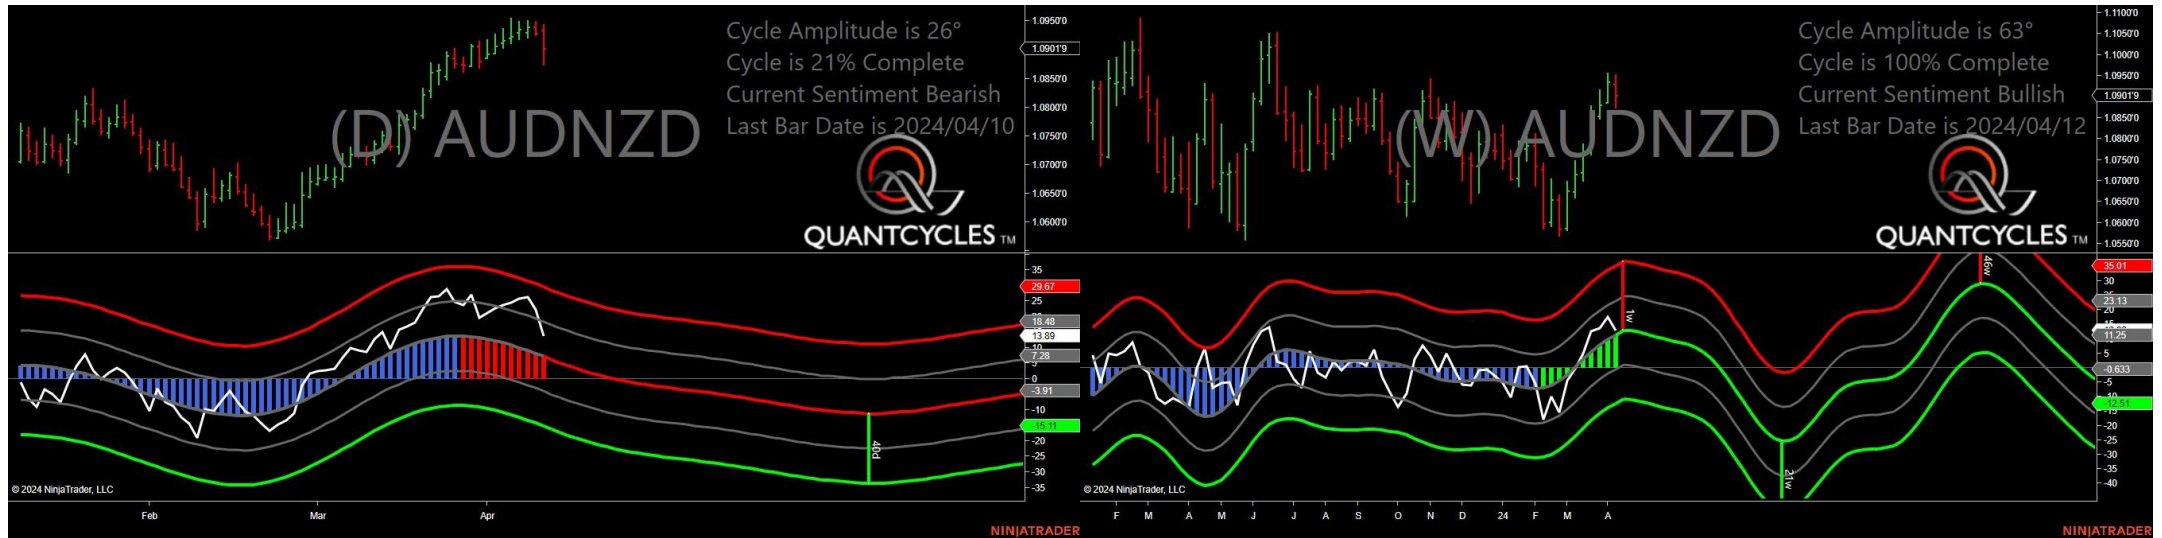 Cycle Amplitude is 26°
Cycle is 21% Complete
Current Sentiment Bearish
Last Bar Date is 2024/04/10
(D) AUDNZD
QUANTCYCLES TM
1.0950'0
1.0901'9
1.0850'0
1.0800'0
1.0750'0
1.0700'0
1.0650'0
1.0600'0
35
29.67
25
18.48
13.89
10
7.28
5
0
-3.91
-10
-15.11
-20
-25
-30
-35
40d
© 2024 NinjaTrader, LLC
Feb
Mar
Apr
NINJATRADER
Cycle Amplitude is 63°
Cycle is 100% Complete
Current Sentiment Bullish
Last Bar Date is 2024/04/12
(W) AUDNZD
QUANTCYCLES TM
1.1100'0
1.1050'0
1.1000'0
1.0950'0
1.0901'9
1.0850'0
1.0800'0
1.0750'0
1.0700'0
1.0650'0
1.0600'0
1.0550'0
35.01
30
23.13
20
11.25
5
-0.633
-5
-10
-12.51
-15
-20
-25
-30
-35
-40
1w
21w
46w
© 2024 NinjaTrader, LLC
F
M
A
M
J
J
A
S
O
N
D
24
F
M
A
NINJATRADER